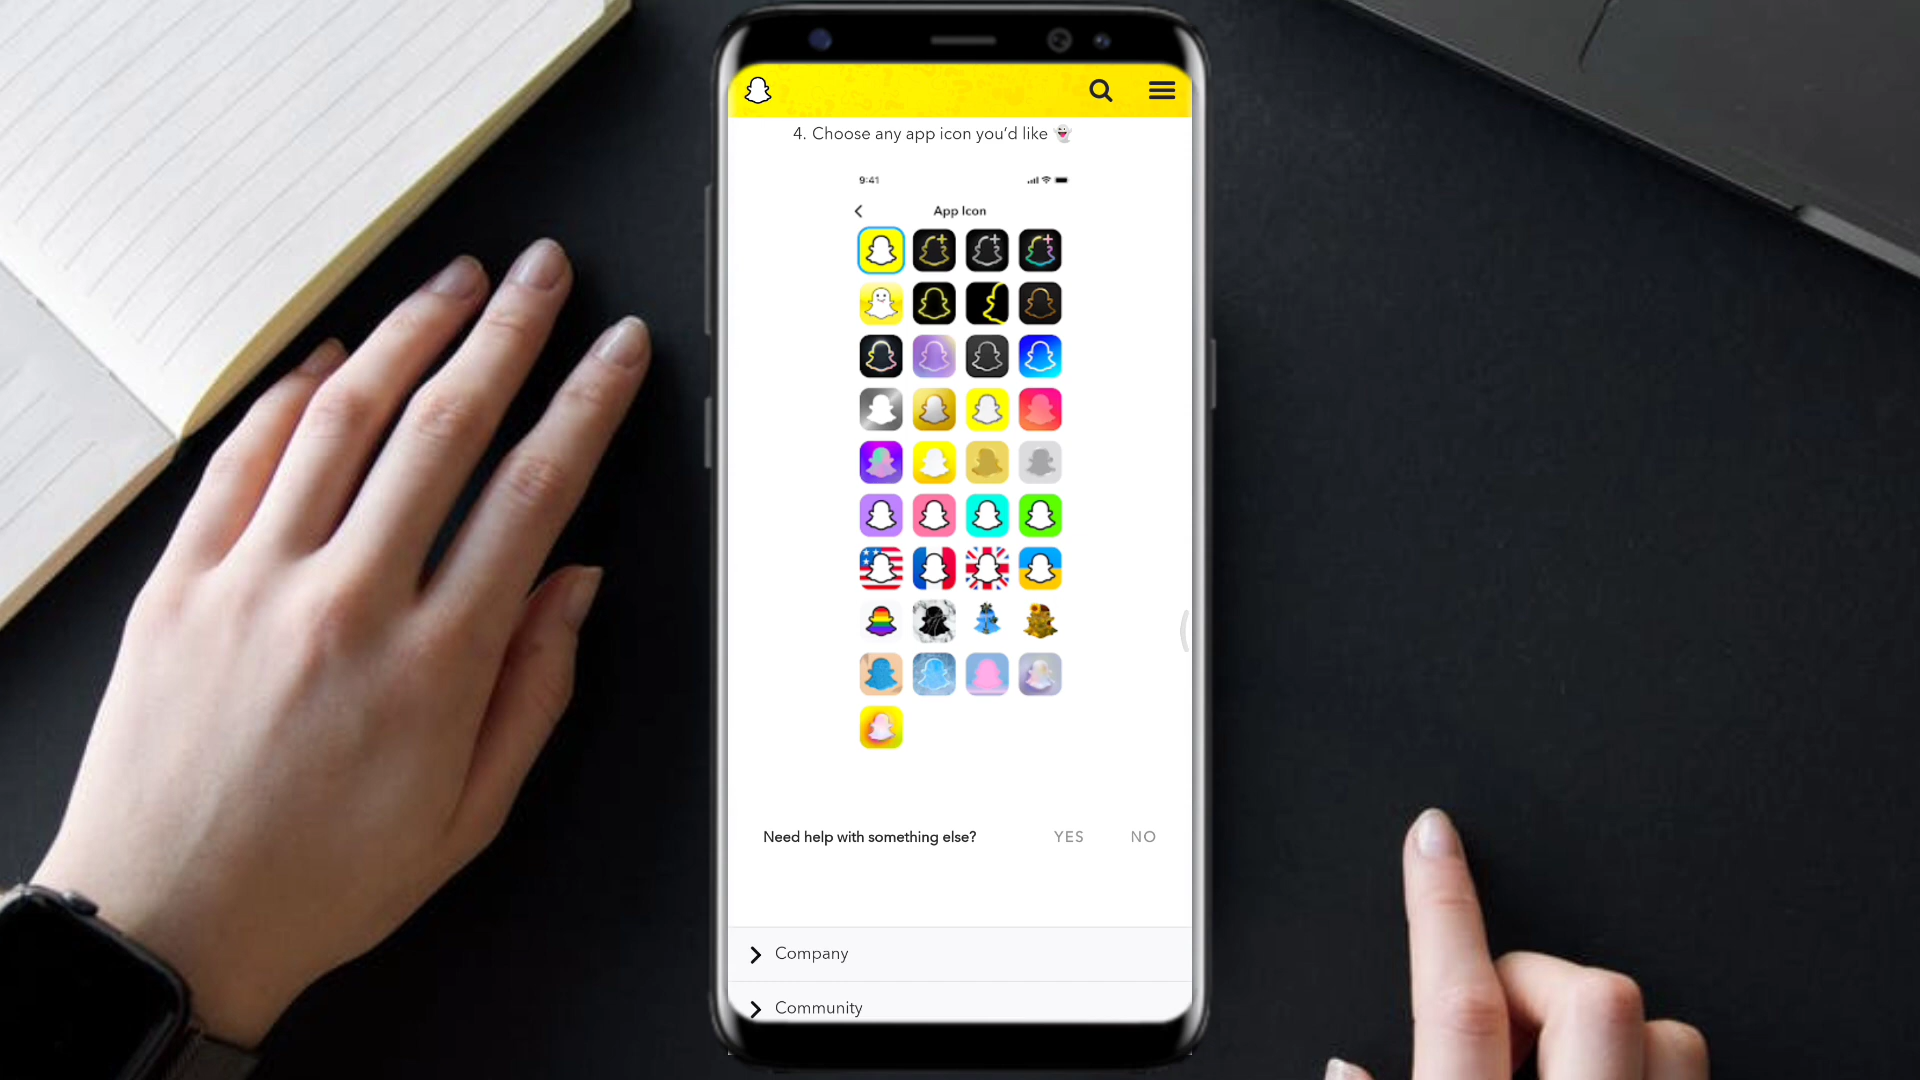 4. Choose any app icon you’d like 👻
9:41
App Icon
Need help with something else? YES NO
Company
Community